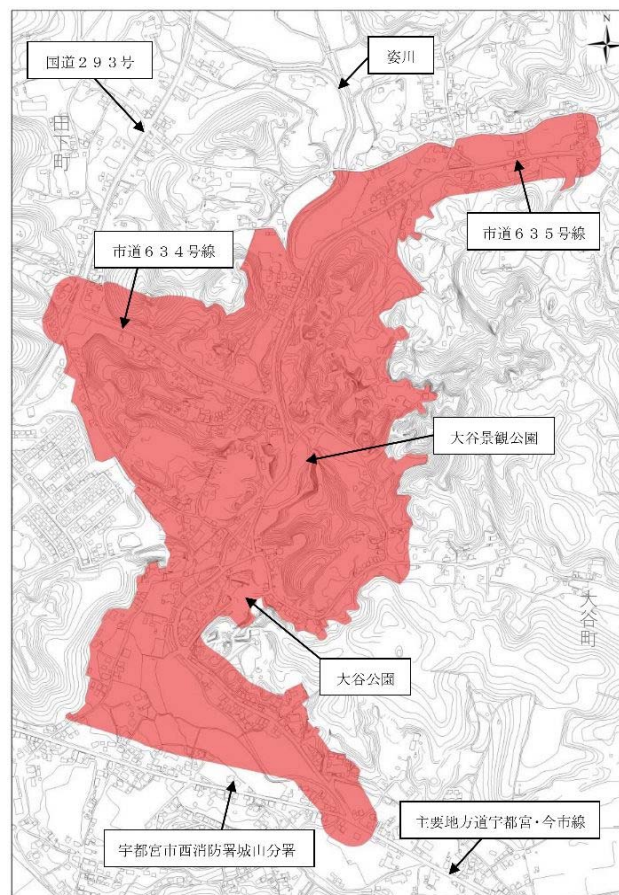 N
国道２９３号
姿川
田下町
市道６３５号線
市道６３４号線
大谷景観公園
大谷町
大谷公園
主要地方道宇都宮・今市線
宇都宮市西消防署城山分署